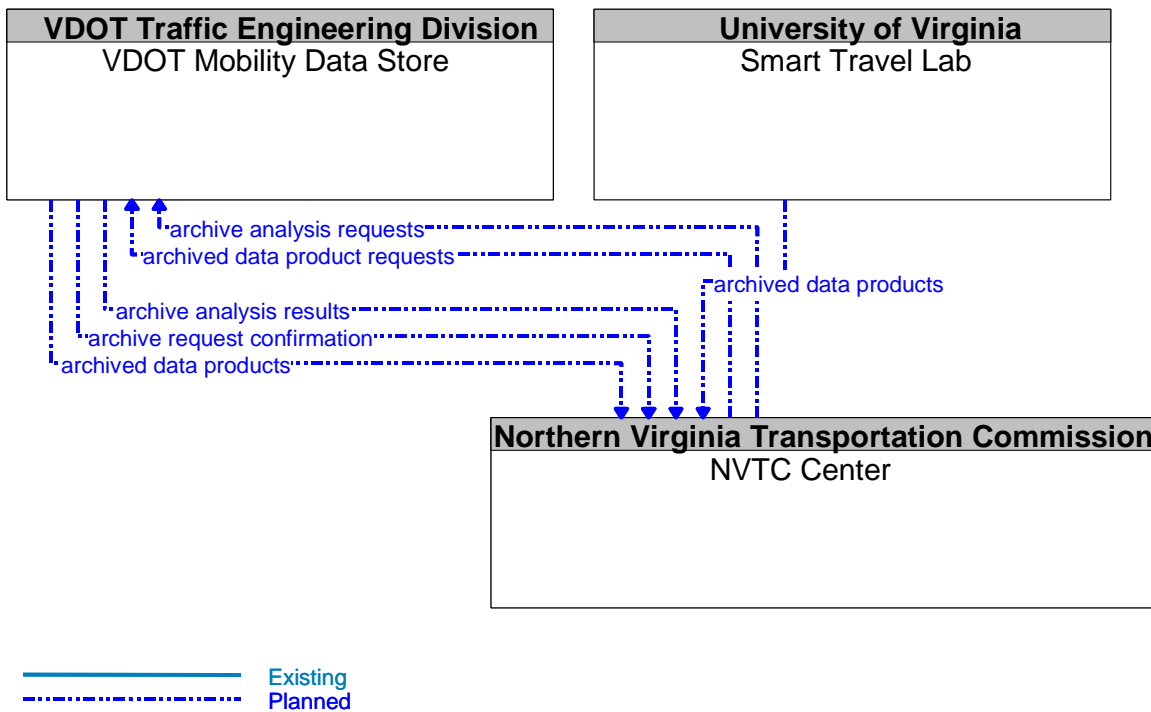 VDOT Traffic Engineering Division
VDOT Mobility Data Store
University of Virginia
Smart Travel Lab
archive analysis requests
archived data product requests
archived data products
archive analysis results
archive request confirmation
archived data products
Northern Virginia Transportation Commission
NVTC Center
Existing
Planned